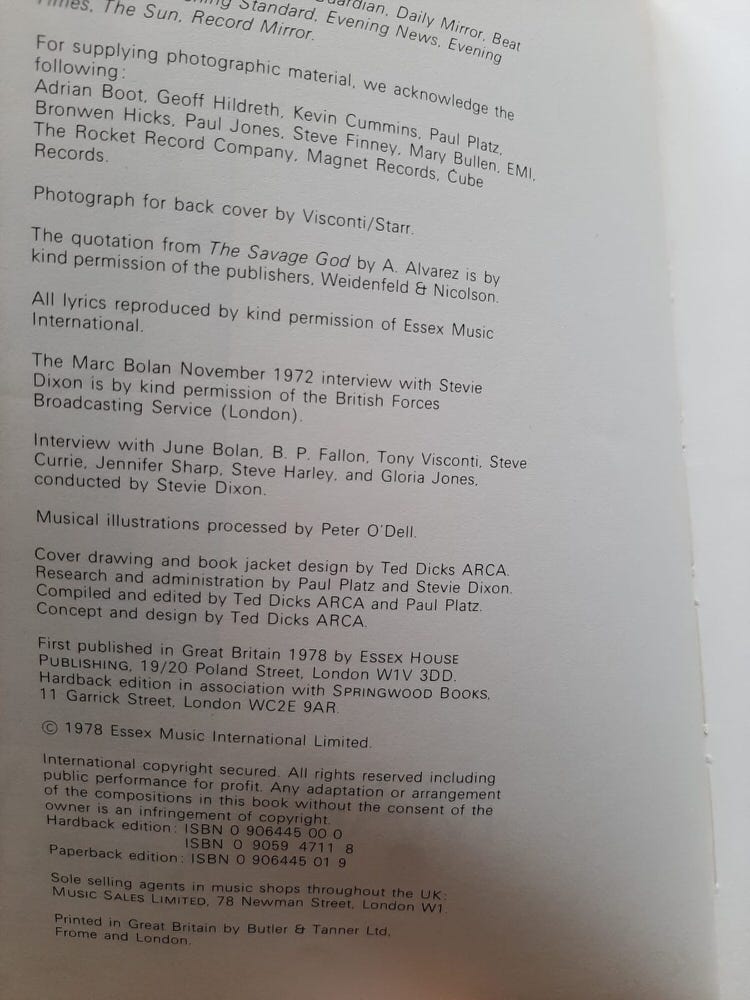 ardian, Daily Mirror, Beat
ning Standard, Evening News, Evening
Times, The Sun, Record Mirror.
For supplying photographic material, we acknowledge the
following:
Adrian Boot, Geoff Hildreth, Kevin Cummins, Paul Platz,
Bronwen Hicks, Paul Jones, Steve Finney, Mary Bullen, EMI,
The Rocket Record Company, Magnet Records, Cube
Records.
Photograph for back cover by Visconti/Starr.
The quotation from The Savage God by A. Alvarez is by
kind permission of the publishers, Weidenfeld & Nicolson.
All lyrics reproduced by kind permission of Essex Music
International.
The Marc Bolan November 1972 interview with Stevie
Dixon is by kind permission of the British Forces
Broadcasting Service (London).
Interview with June Bolan, B. P. Fallon, Tony Visconti, Steve
Currie, Jennifer Sharp, Steve Harley, and Gloria Jones,
conducted by Stevie Dixon.
Musical illustrations processed by Peter O'Dell.
Cover drawing and book jacket design by Ted Dicks ARCA.
Research and administration by Paul Platz and Stevie Dixon.
Compiled and edited by Ted Dicks ARCA and Paul Platz.
Concept and design by Ted Dicks ARCA.
First published in Great Britain 1978 by ESSEX HOUSE
PUBLISHING, 19/20 Poland Street, London W1V 3DD.
Hardback edition in association with SPRINGWOOD BOOKS,
11 Garrick Street, London WC2E 9AR.
© 1978 Essex Music International Limited.
International copyright secured. All rights reserved including
public performance for profit. Any adaptation or arrangement
of the compositions in this book without the consent of the
owner is an infringement of copyright.
Hardback edition: ISBN 0 906445 00 0
ISBN 0 9059 4711 8
Paperback edition: ISBN 0 906445 01 9
Sole selling agents in music shops throughout the UK:
MUSIC SALES LIMITED, 78 Newman Street, London W1.
Printed in Great Britain by Butler & Tanner Ltd,
Frome and London.